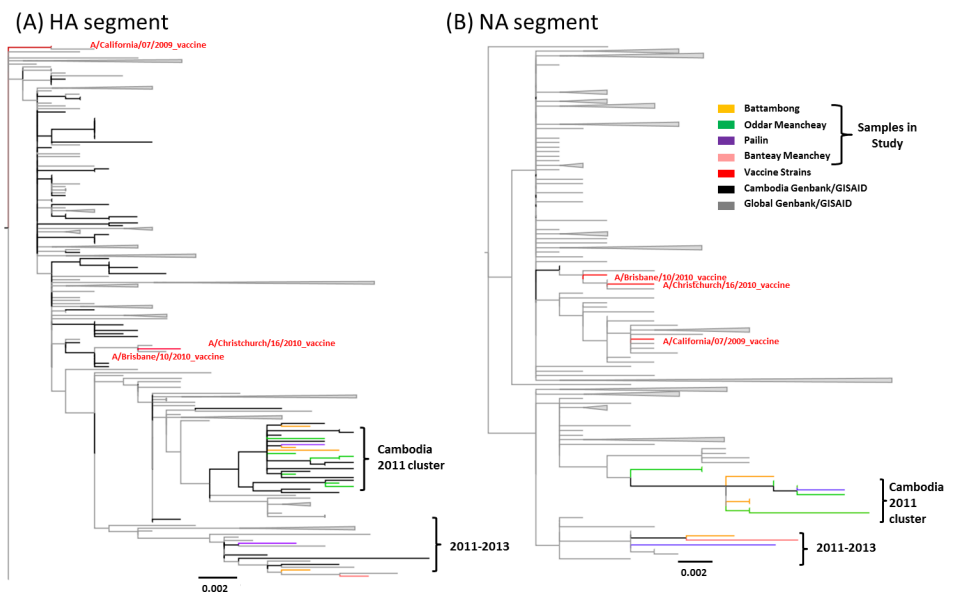 (A) HA segment
A/California/07/2009_vaccine
A/Christchurch/16/2010_vaccine
A/Brisbane/10/2010_vaccine
Cambodia
2011 cluster
2011-2013
0.002
(B) NA segment
Battambong
Oddar Meancheay
Pailin
Banteay Meanchey
Vaccine Strains
Cambodia Genbank/GISAID
Global Genbank/GISAID
Samples in
Study
A/Brisbane/10/2010_vaccine
A/Christchurch/16/2010_vaccine
A/California/07/2009_vaccine
Cambodia
2011
cluster
2011-2013
0.002